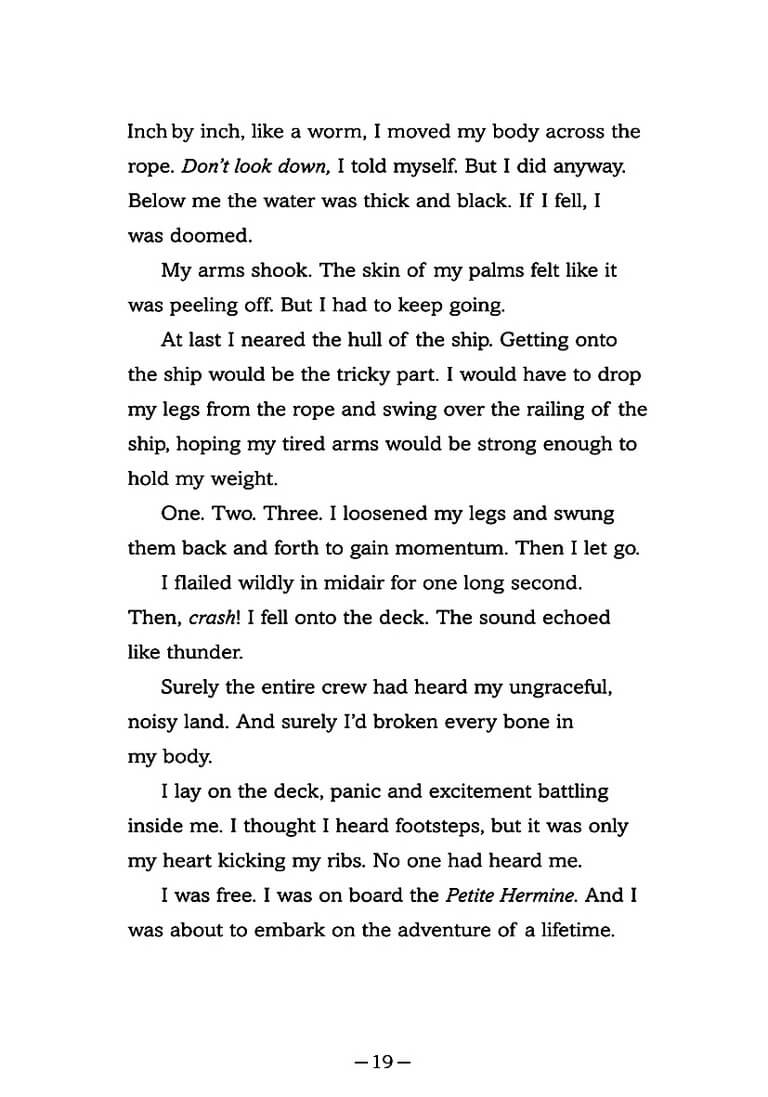 Inch by inch, like a worm, I moved my body across the
rope. Don't look down, I told myself. But I did anyway.
Below me the water was thick and black. If I fell, I
was doomed.
My arms shook. The skin of my palms felt like it
was peeling off. But I had to keep going.
At last I neared the hull of the ship. Getting onto
the ship would be the tricky part. I would have to drop
my legs from the rope and swing over the railing of the
ship, hoping my tired arms would be strong enough to
hold my weight.
One. Two. Three. I loosened my legs and swung
them back and forth to gain momentum. Then I let go.
I flailed wildly in midair for one long second.
Then, crash! I fell onto the deck. The sound echoed
like thunder.
Surely the entire crew had heard my ungraceful,
noisy land. And surely I'd broken every bone in
my body.
I lay on the deck, panic and excitement battling
inside me. I thought I heard footsteps, but it was only
my heart kicking my ribs. No one had heard me.
I was free. I was on board the Petite Hermine. And I
was about to embark on the adventure of a lifetime.
—19—